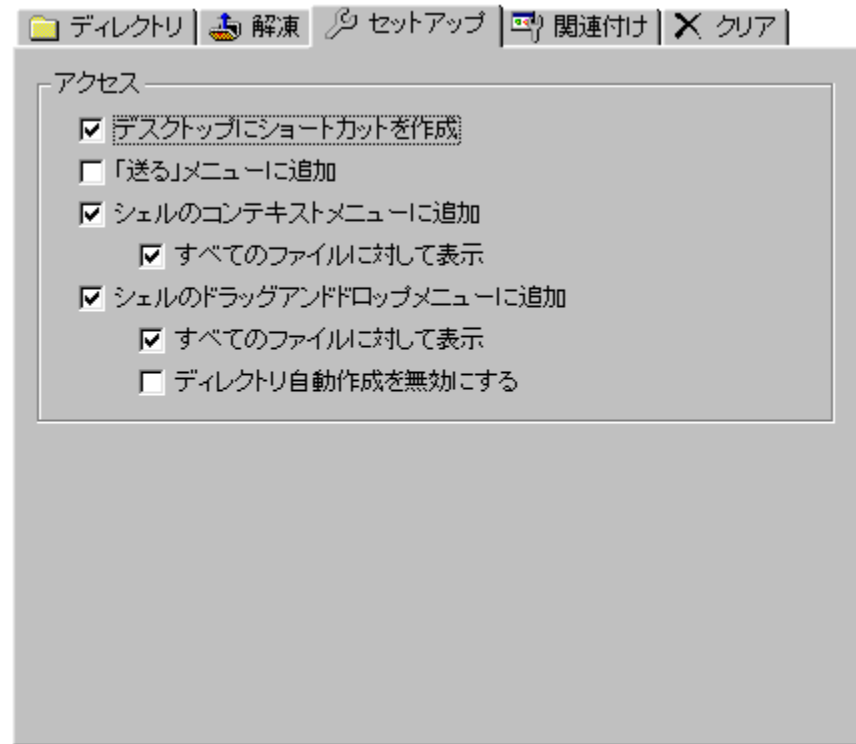 ディレクトリ 解凍 セットアップ 関連付け クリア
アクセス
デスクトップにショートカットを作成
「送る」メニューに追加
シェルのコンテキストメニューに追加
すべてのファイルに対して表示
シェルのドラッグアンドドロップメニューに追加
すべてのファイルに対して表示
ディレクトリ自動作成を無効にする